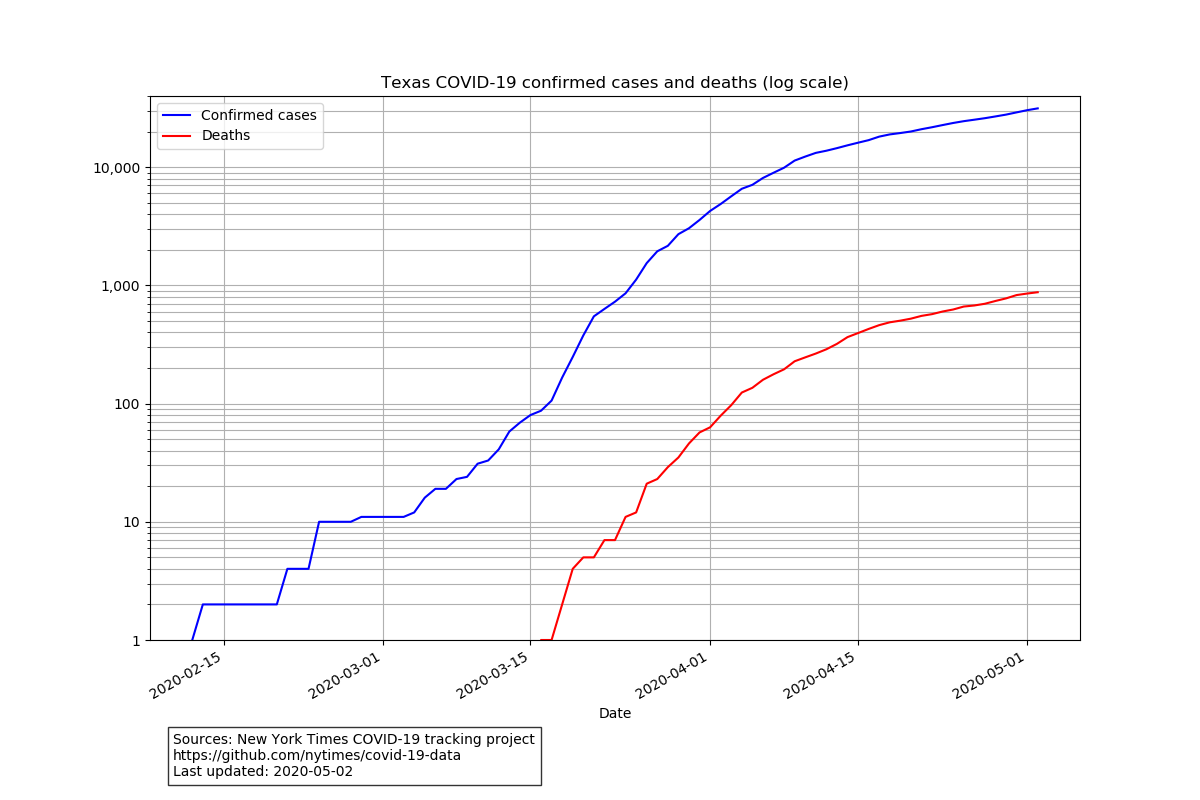 Texas COVID-19 confirmed cases and deaths (log scale)
Confirmed cases
Deaths
10,000
1,000
100
10
1
2020-02-15
2020-03-01
2020-03-15
2020-04-01
2020-04-15
2020-05-01
Date
Sources: New York Times COVID-19 tracking project
https://github.com/nytimes/covid-19-data
Last updated: 2020-05-02